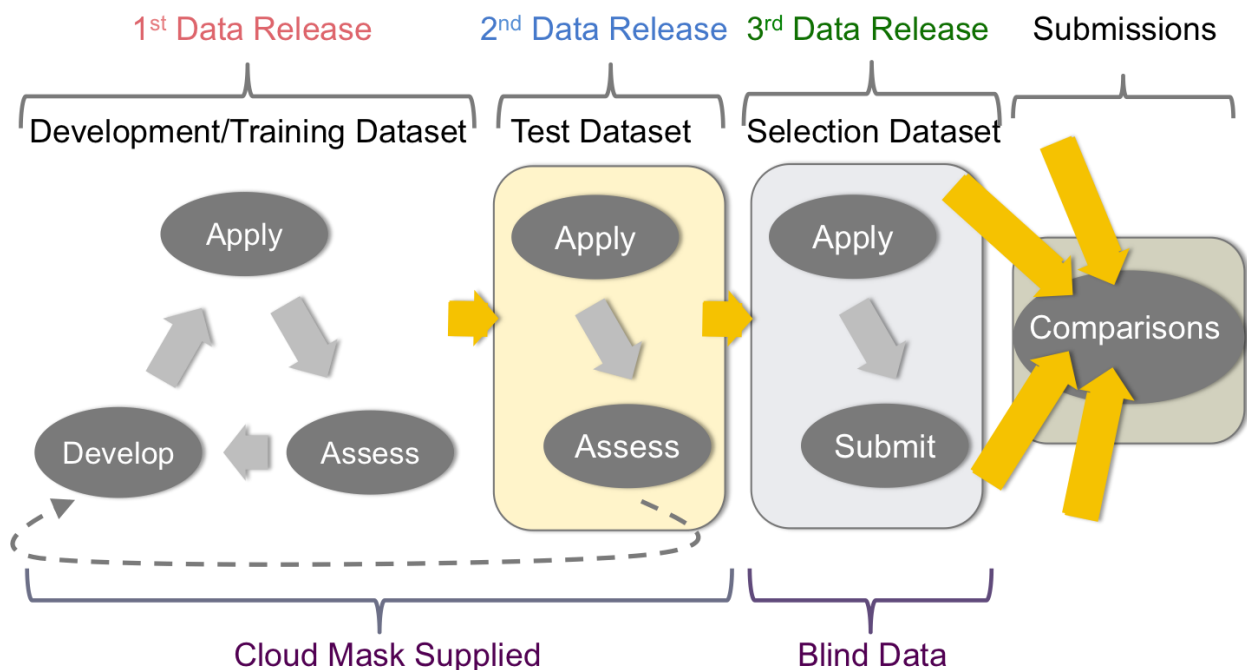 1st Data Release
2nd Data Release
3rd Data Release
Submissions
Development/Training Dataset
Test Dataset
Selection Dataset
Apply
Apply
Apply
Comparisons
Develop
Assess
Assess
Submit
Cloud Mask Supplied
Blind Data